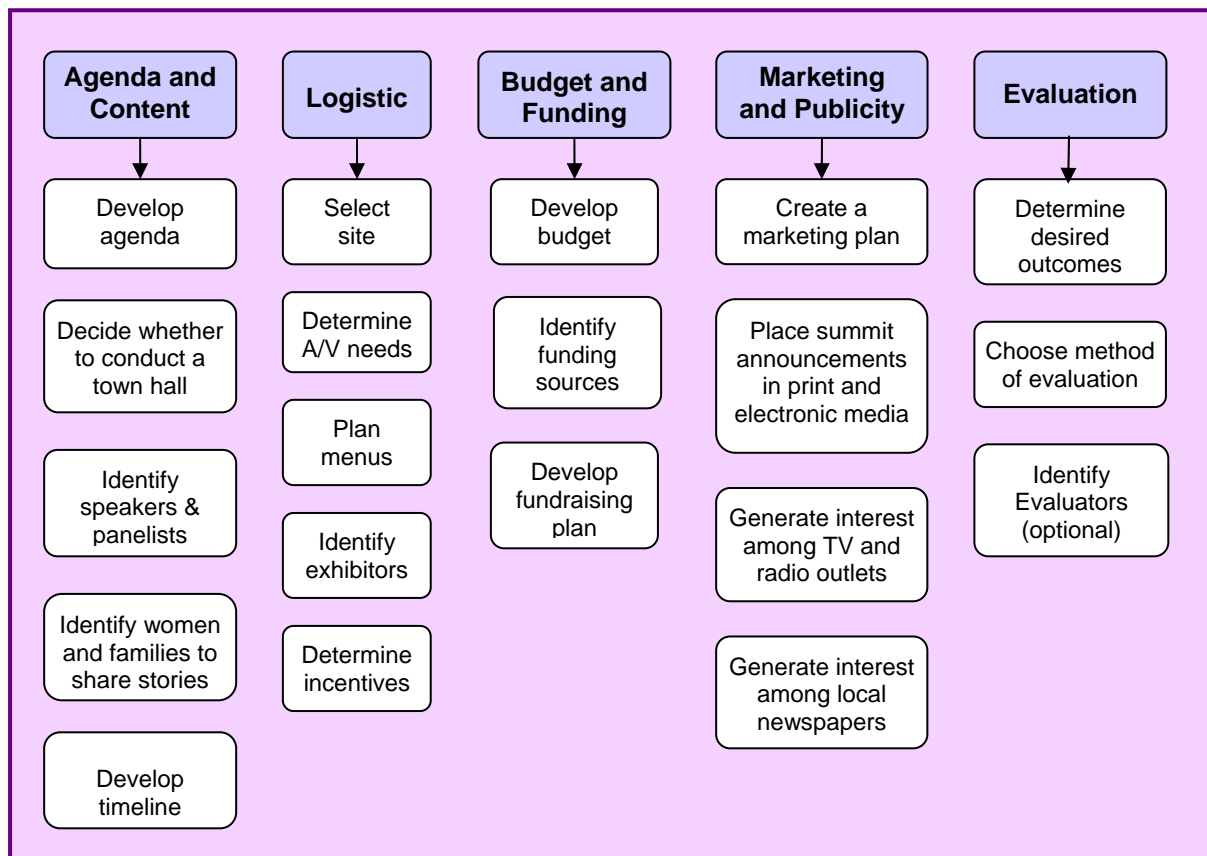 Agenda and
Content
Develop
agenda
Decide whether
to conduct a
town hall
Identify
speakers &
panelists
Identify women
and families to
share stories
Develop
timeline
Logistic
Select
site
Determine
A/V needs
Plan
menus
Identify
exhibitors
Determine
incentives
Budget and
Funding
Develop
budget
Identify
funding
sources
Develop
fundraising
plan
Marketing
and Publicity
Create a
marketing plan
Place summit
announcements
in print and
electronic media
Generate interest
among TV and
radio outlets
Generate interest
among local
newspapers
Evaluation
Determine
desired
outcomes
Choose method
of evaluation
Identify
Evaluators
(optional)